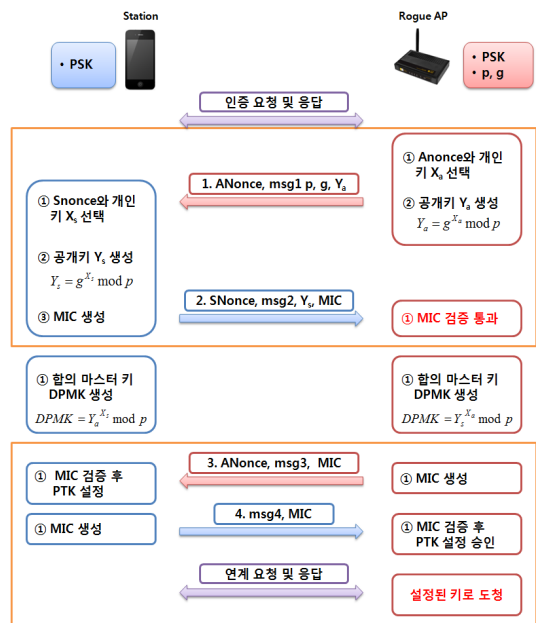 Station
Rogue AP
• PSK
• PSK
• p, g
인증 요청 및 응답
① Anonce와 개인
키 Xa 선택
② 공개키 Ya 생성
Ya = g^Xa mod p
1. ANonce, msg1 p, g, Ya
① Snonce와 개인
키 Xs 선택
② 공개키 Ys 생성
Ys = g^Xs mod p
③ MIC 생성
2. SNonce, msg2, Ys, MIC
① MIC 검증 통과
① 합의 마스터 키
DPMK 생성
DPMK = Ya^Xs mod p
① 합의 마스터 키
DPMK 생성
DPMK = Ys^Xa mod p
3. ANonce, msg3, MIC
① MIC 검증 후
PTK 설정
① MIC 생성
4. msg4, MIC
① MIC 생성
① MIC 검증 후
PTK 설정 승인
연계 요청 및 응답
설정된 키로 도청